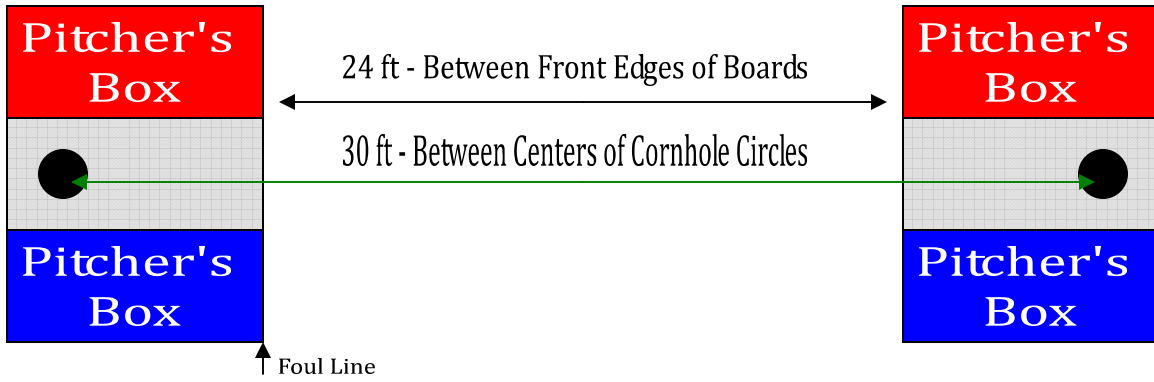 Pitcher's
Box
Pitcher's
Box
24 ft - Between Front Edges of Boards
30 ft - Between Centers of Cornhole Circles
Pitcher's
Box
Pitcher's
Box
Foul Line